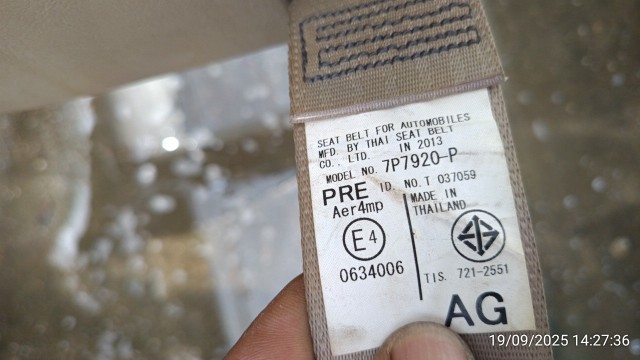 SEAT BELT FOR AUTOMOBILES
MFD. BY THAI SEAT BELT
CO., LTD. IN 2013
MODEL NO. 7P7920-P
PRE ID. NO. T 037059
Aer4mp
MADE IN
THAILAND
E4
0634006
TIS. 721-2551
AG
19/09/2025 14:27:36